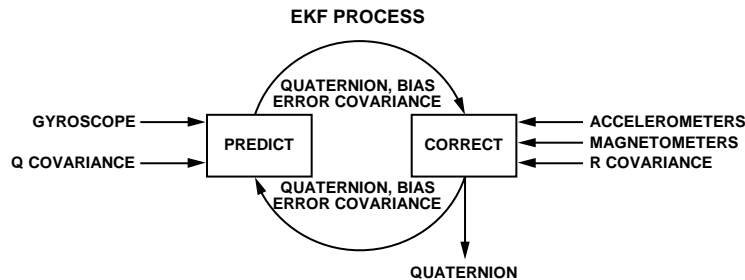 EKF PROCESS
QUATERNION, BIAS
ERROR COVARIANCE
GYROSCOPE
Q COVARIANCE
PREDICT
CORRECT
ACCELEROMETERS
MAGNETOMETERS
R COVARIANCE
QUATERNION, BIAS
ERROR COVARIANCE
QUATERNION